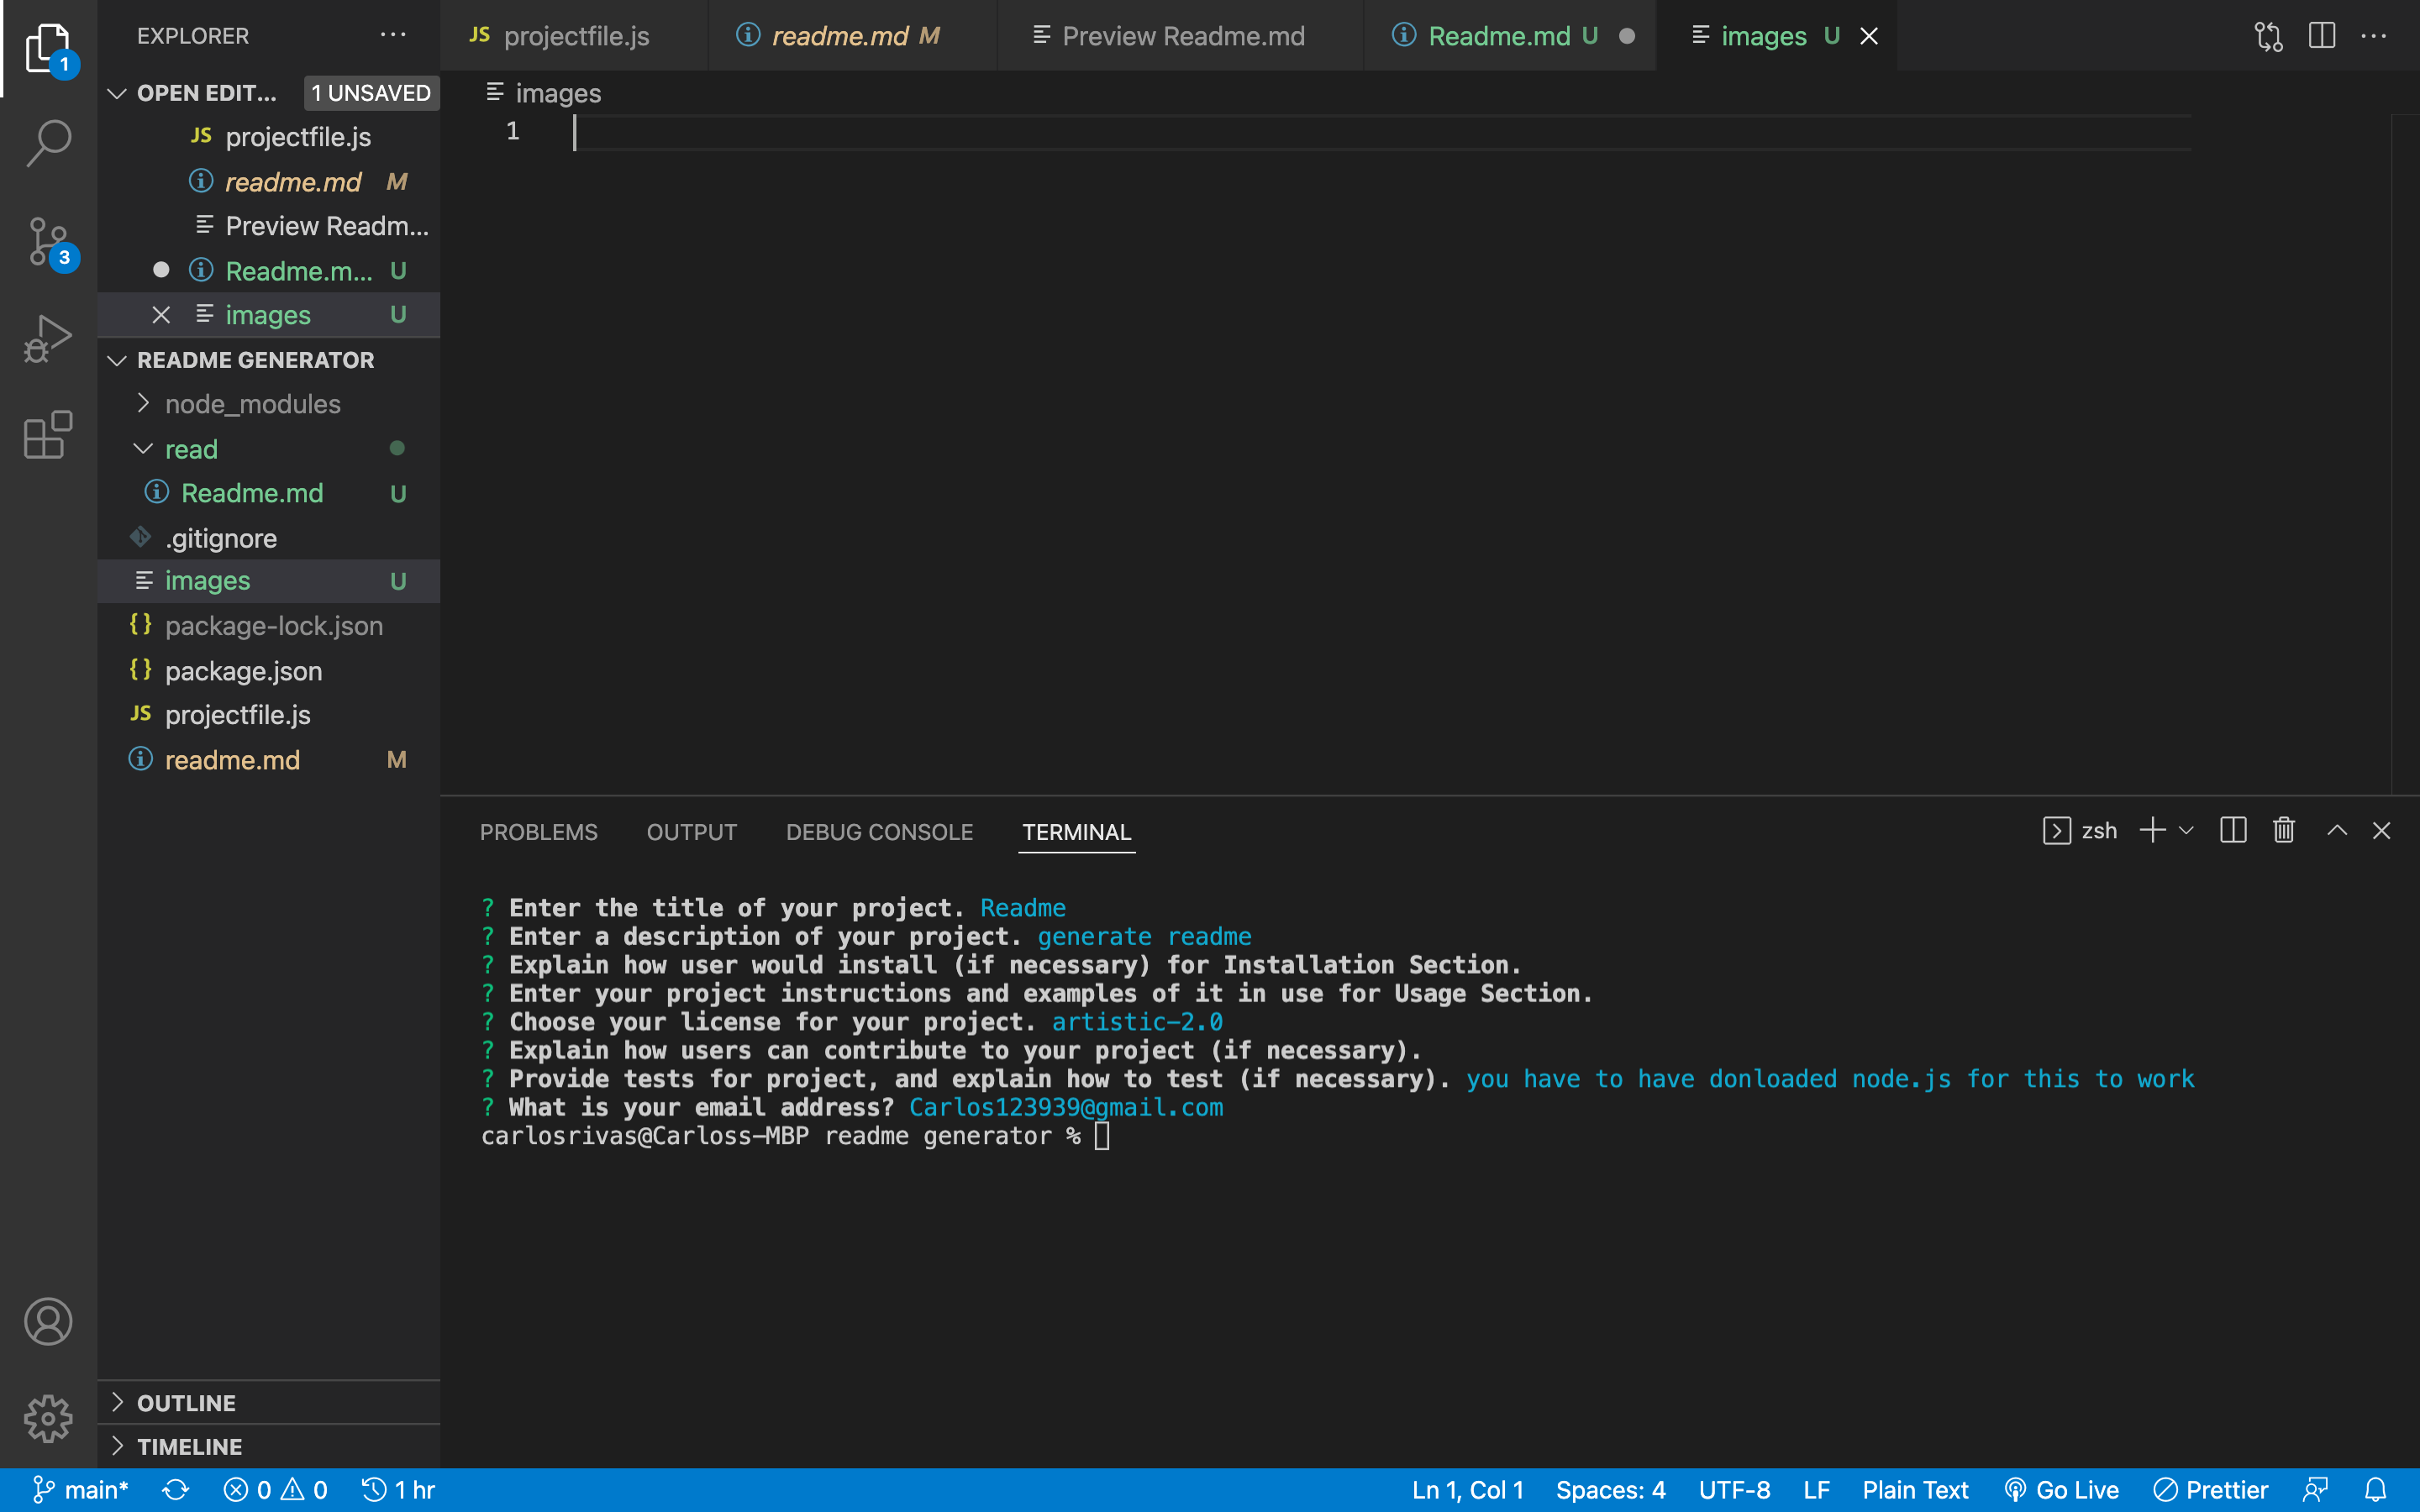 EXPLORER
OPEN EDIT... 1 UNSAVED
JS projectfile.js
readme.md M
Preview Readm...
Readme.m... U
images U
README GENERATOR
node_modules
read
Readme.md U
.gitignore
images U
{} package-lock.json
{} package.json
JS projectfile.js
readme.md M
OUTLINE
TIMELINE
1
3
JS projectfile.js
readme.md M
Preview Readme.md
Readme.md U
images U
images
1
PROBLEMS OUTPUT DEBUG CONSOLE TERMINAL
zsh
? Enter the title of your project. Readme
? Enter a description of your project. generate readme
? Explain how user would install (if necessary) for Installation Section.
? Enter your project instructions and examples of it in use for Usage Section.
? Choose your license for your project. artistic-2.0
? Explain how users can contribute to your project (if necessary).
? Provide tests for project, and explain how to test (if necessary). you have to have donloaded node.js for this to work
? What is your email address? Carlos123939@gmail.com
carlosrivas@Carloss-MBP readme generator %
main* 0 0 1 hr
Ln 1, Col 1 Spaces: 4 UTF-8 LF Plain Text Go Live Prettier